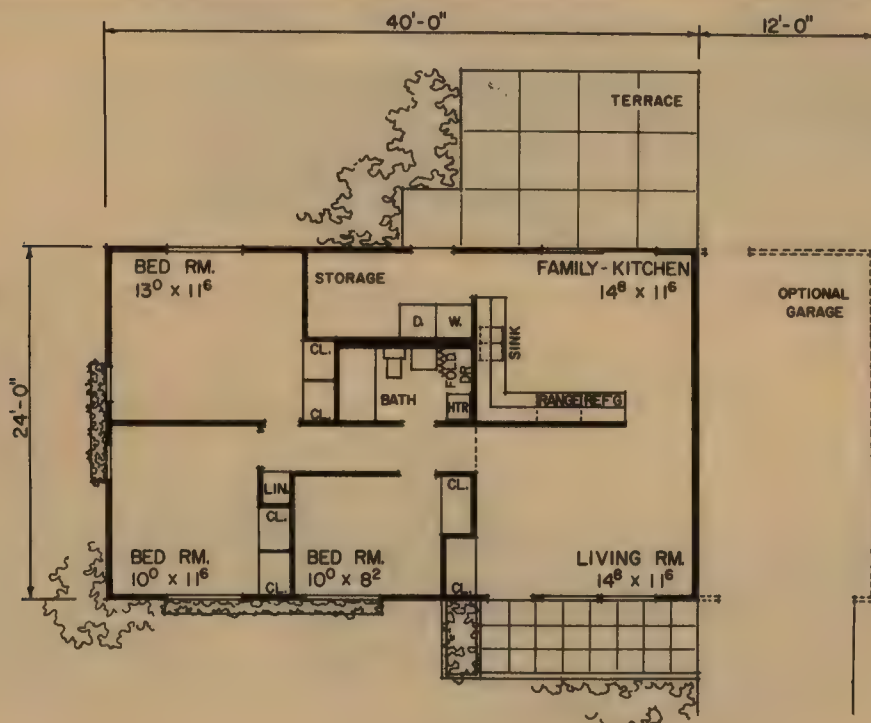 40'-0"
12'-0"
TERRACE
BED RM.
13⁰ x 11⁶
STORAGE
FAMILY-KITCHEN
14⁸ x 11⁶
OPTIONAL
GARAGE
D.
W.
SINK
24'-0"
CL.
FOLD
DR
BATH
CL.
HTR
RANGE
REF'G
LIN.
CL.
CL.
BED RM.
10⁰ x 11⁶
BED RM.
10⁰ x 8²
LIVING RM.
14⁸ x 11⁶
CL.
CL.